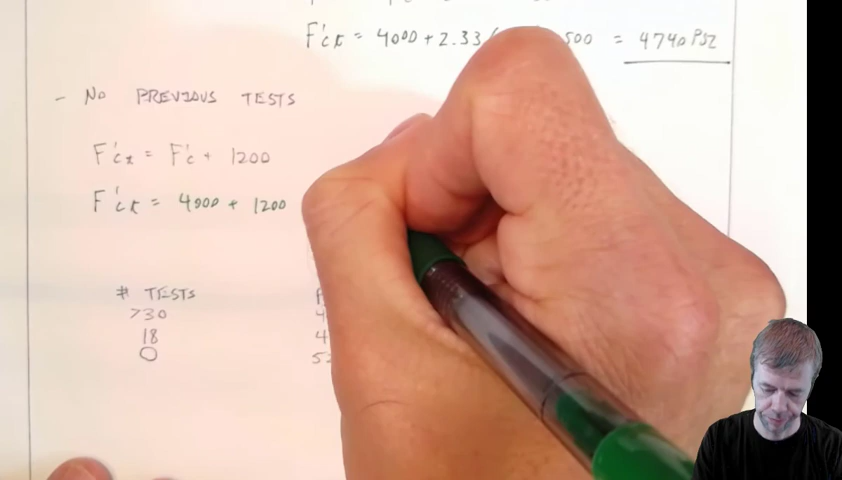 F'cr = 4000 + 2.33 500 = 4740 PSI
- No PREVIOUS TESTS
F'cr = F'c + 1200
F'cr = 4000 + 1200
# TESTS
>30
18
0